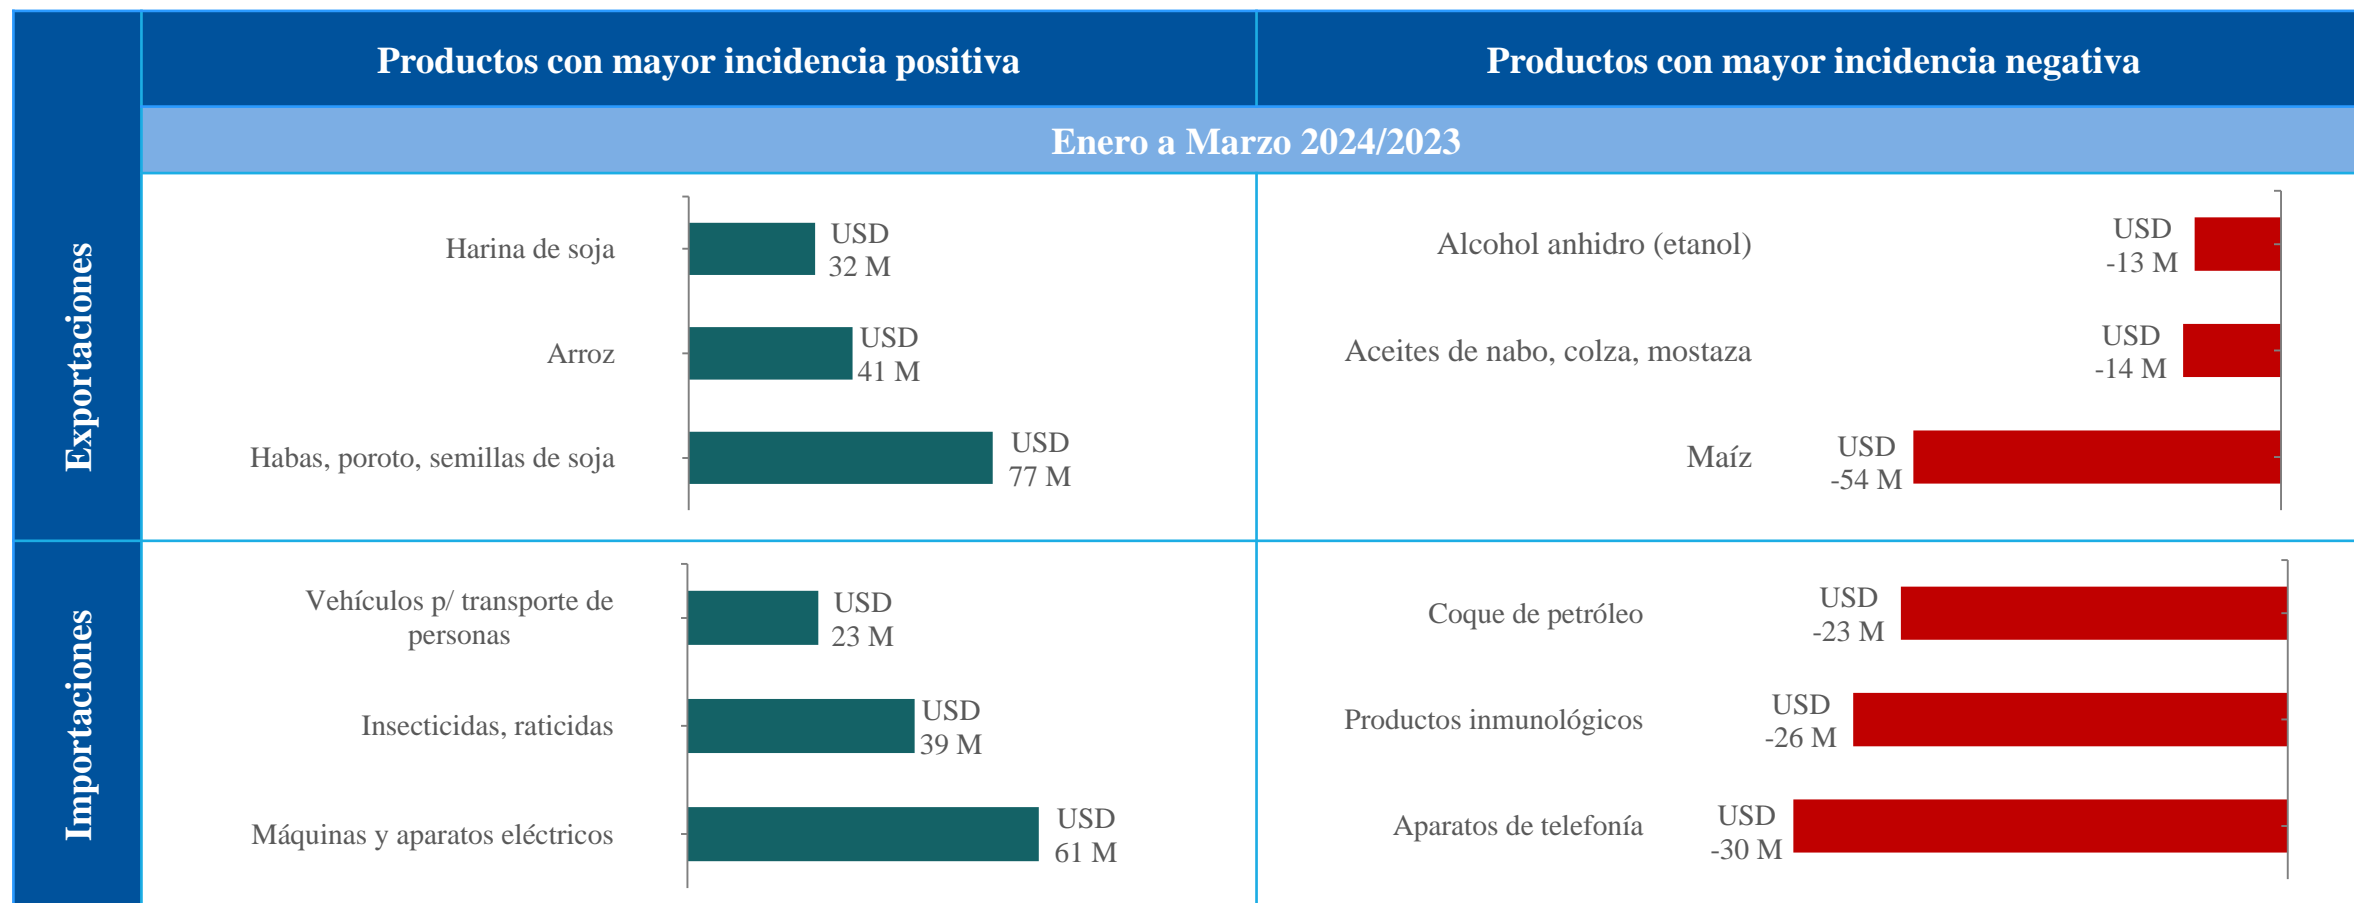 Productos con mayor incidencia positiva
Productos con mayor incidencia negativa
Enero a Marzo 2024/2023
Exportaciones
Harina de soja
USD
32 M
Arroz
USD
41 M
Habas, poroto, semillas de soja
USD
77 M
Alcohol anhidro (etanol)
USD
-13 M
Aceites de nabo, colza, mostaza
USD
-14 M
Maíz
USD
-54 M
Importaciones
Vehículos p/ transporte de
personas
USD
23 M
Insecticidas, raticidas
USD
39 M
Máquinas y aparatos eléctricos
USD
61 M
Coque de petróleo
USD
-23 M
Productos inmunológicos
USD
-26 M
Aparatos de telefonía
USD
-30 M